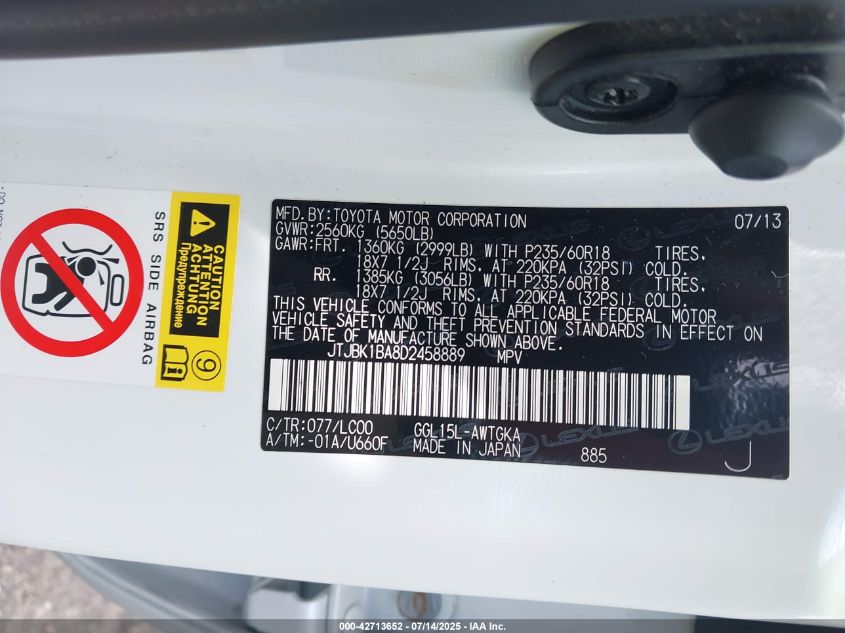 MFD. BY: TOYOTA MOTOR CORPORATION 07/13
GVWR: 2560KG (5650LB)
GAWR: FRT. 1360KG (2999LB) WITH P235/60R18 TIRES,
18X7 1/2J RIMS, AT 220KPA (32PSI) COLD.
RR. 1385KG (3056LB) WITH P235/60R18 TIRES,
18X7 1/2J RIMS, AT 220KPA (32PSI) COLD.
THIS VEHICLE CONFORMS TO ALL APPLICABLE FEDERAL MOTOR
VEHICLE SAFETY AND THEFT PREVENTION STANDARDS IN EFFECT ON
THE DATE OF MANUFACTURE SHOWN ABOVE.
JTJBK1BA8D2458889 MPV
C/TR: 077/LC00 GGL15L-AWTGKA
A/TM: -01A/U660F MADE IN JAPAN 885 J
LEXUS
SRS SIDE AIRBAG
CAUTION
ATTENTION
ACHTUNG
Предупреждение
9
000-42713652 - 07/14/2025 - IAA Inc.